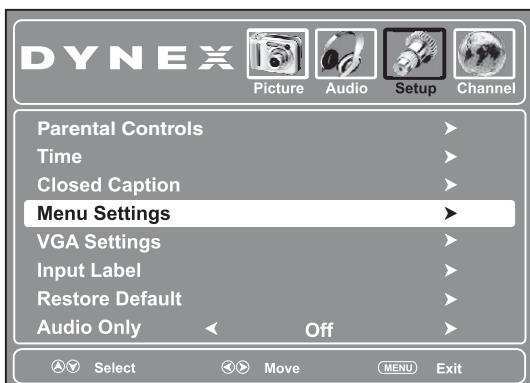 DYNEX
Picture Audio Setup Channel
Parental Controls
Time
Closed Caption
Menu Settings
VGA Settings
Input Label
Restore Default
Audio Only Off
Select Move MENU Exit